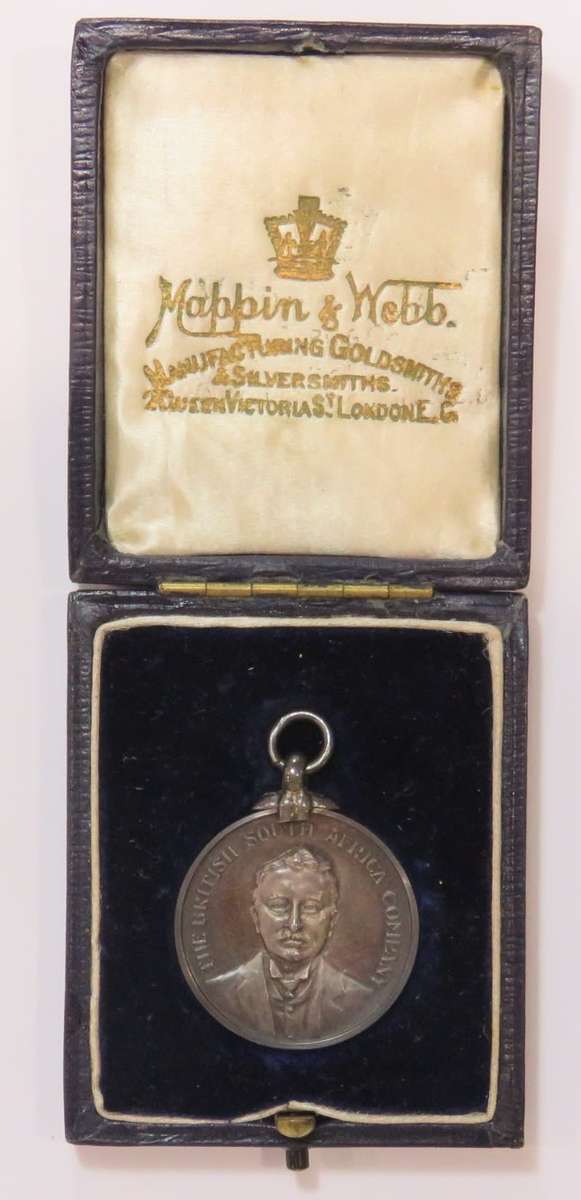 Mappin & Webb.
MANUFACTURING GOLDSMITHS
& SILVERSMITHS.
2 QUEEN VICTORIA ST LONDON E.C.
THE BRITISH SOUTH AFRICA COMPANY